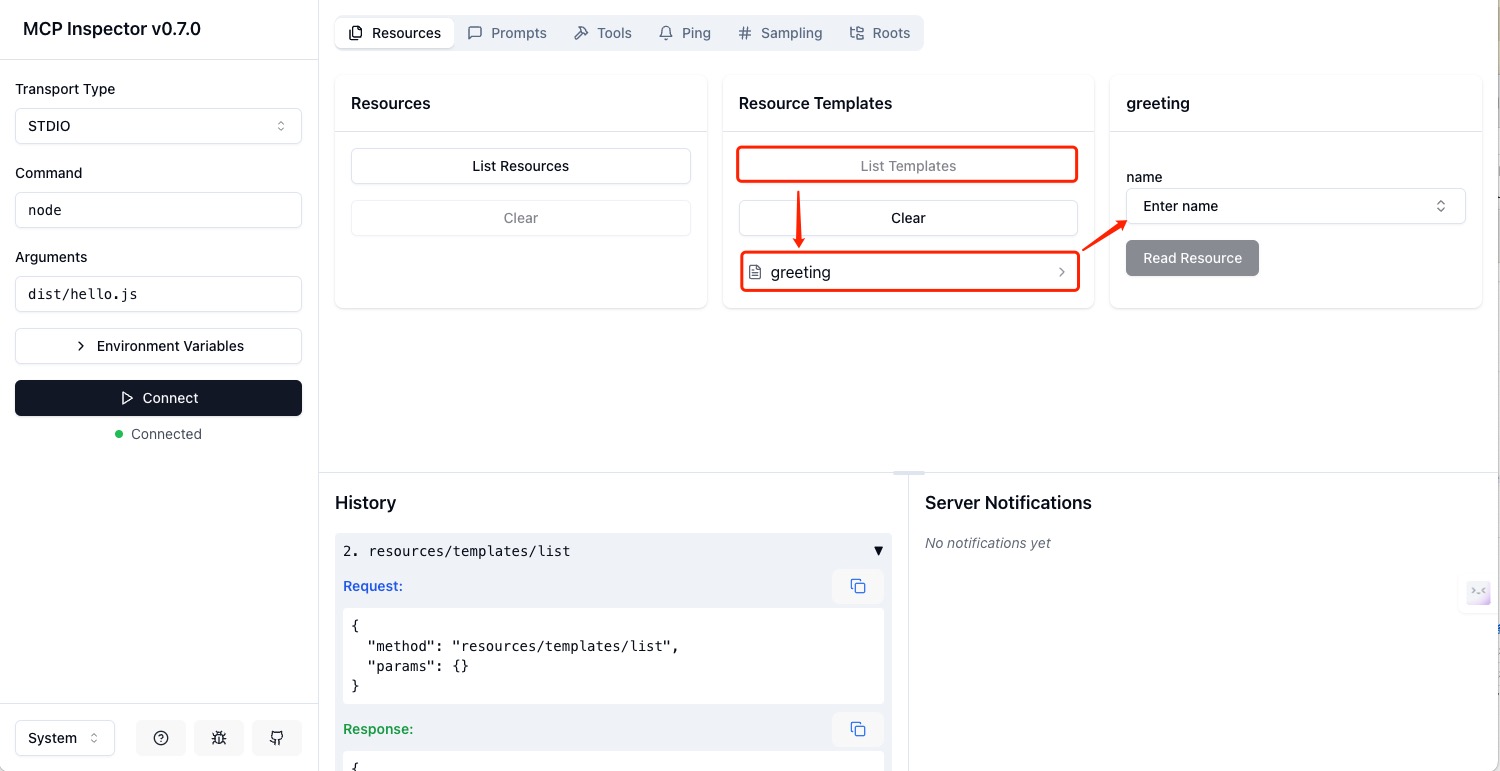 MCP Inspector v0.7.0
Transport Type
STDIO
Command
node
Arguments
dist/hello.js
Environment Variables
Connect
Connected
System
Resources
Prompts
Tools
Ping
Sampling
Roots
Resources
List Resources
Clear
Resource Templates
List Templates
Clear
greeting
greeting
name
Enter name
Read Resource
History
2. resources/templates/list
Request:
{
"method": "resources/templates/list",
"params": {}
}
Response:
{
Server Notifications
No notifications yet